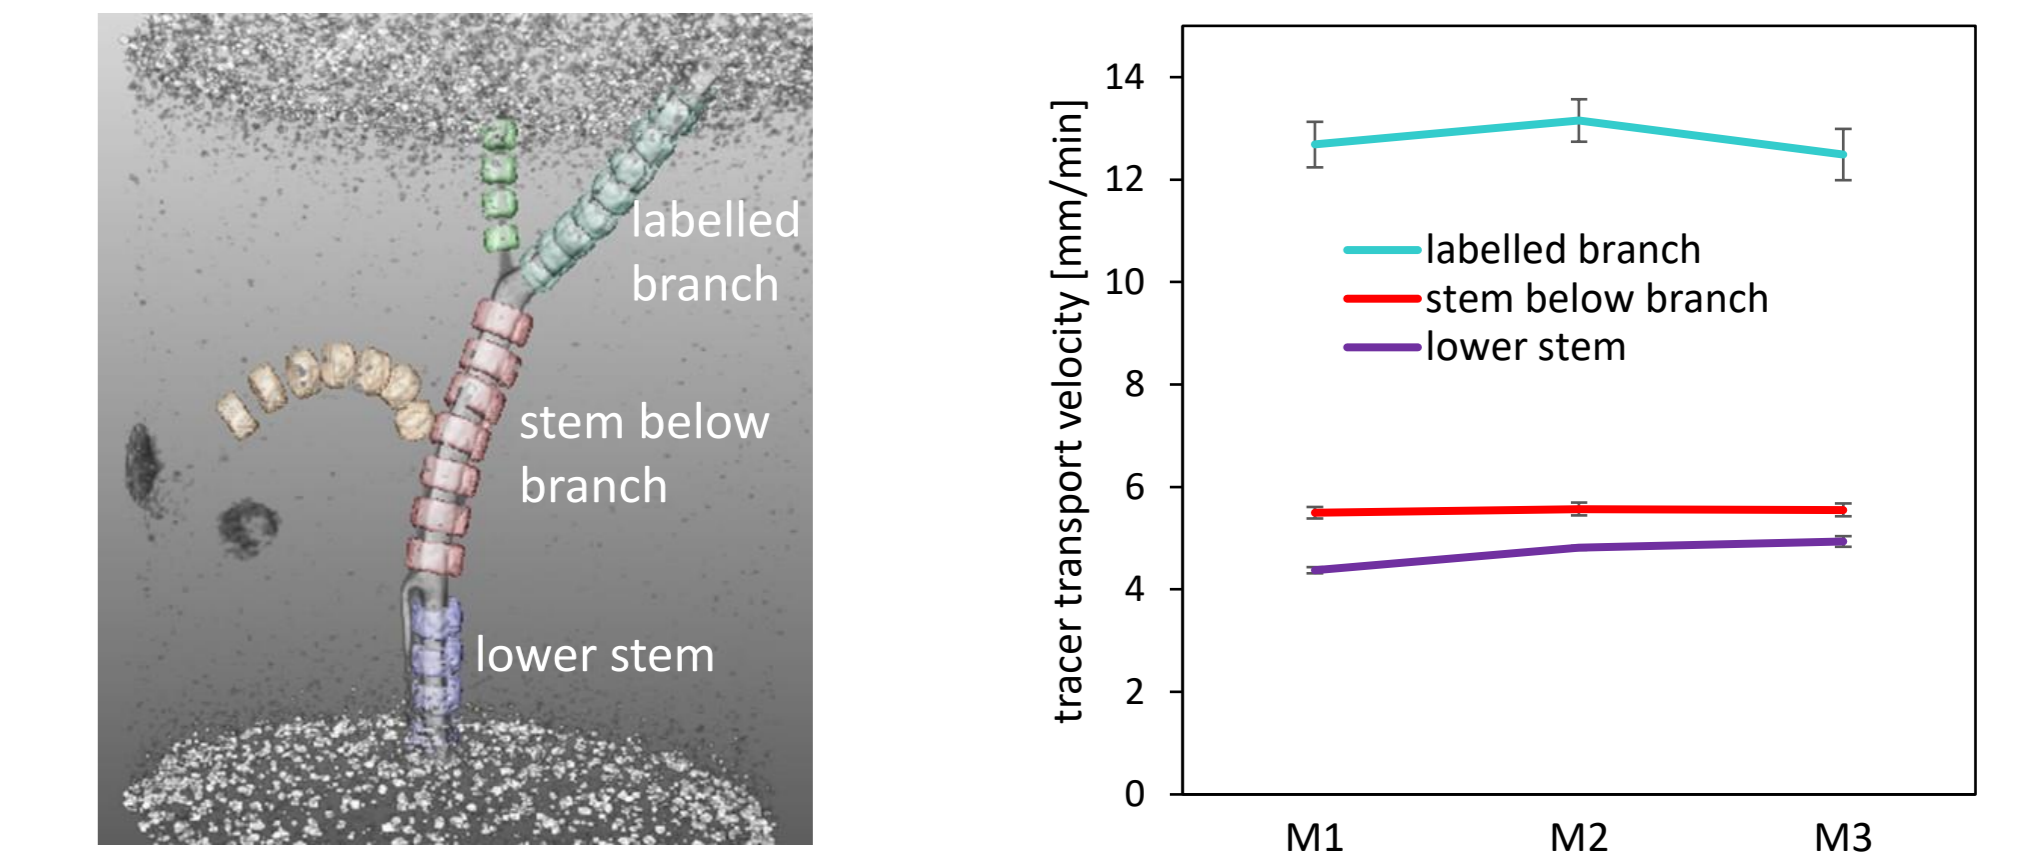 labelled
branch
stem below
branch
lower stem
tracer transport velocity [mm/min]
14
12
10
8
6
4
2
0
labelled branch
stem below branch
lower stem
M1 M2 M3